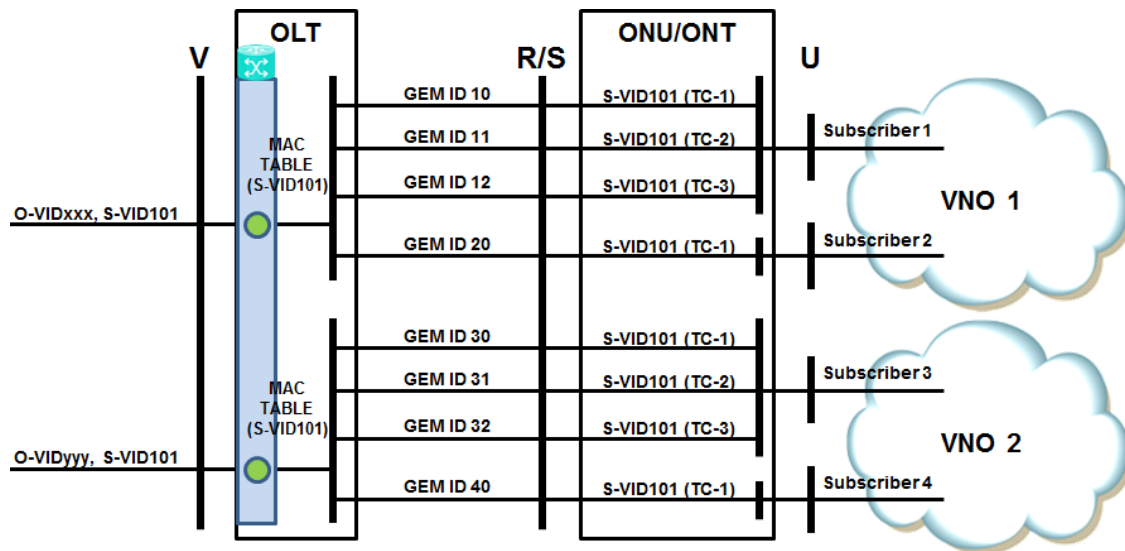 OLT
ONU/ONT
V
R/S
U
GEM ID 10
S-VID101 (TC-1)
GEM ID 11
S-VID101 (TC-2)
Subscriber 1
MAC
TABLE
(S-VID101)
GEM ID 12
S-VID101 (TC-3)
VNO 1
O-VIDxxx, S-VID101
GEM ID 20
S-VID101 (TC-1)
Subscriber 2
GEM ID 30
S-VID101 (TC-1)
GEM ID 31
S-VID101 (TC-2)
Subscriber 3
MAC
TABLE
(S-VID101)
GEM ID 32
S-VID101 (TC-3)
VNO 2
O-VIDyyy, S-VID101
GEM ID 40
S-VID101 (TC-1)
Subscriber 4